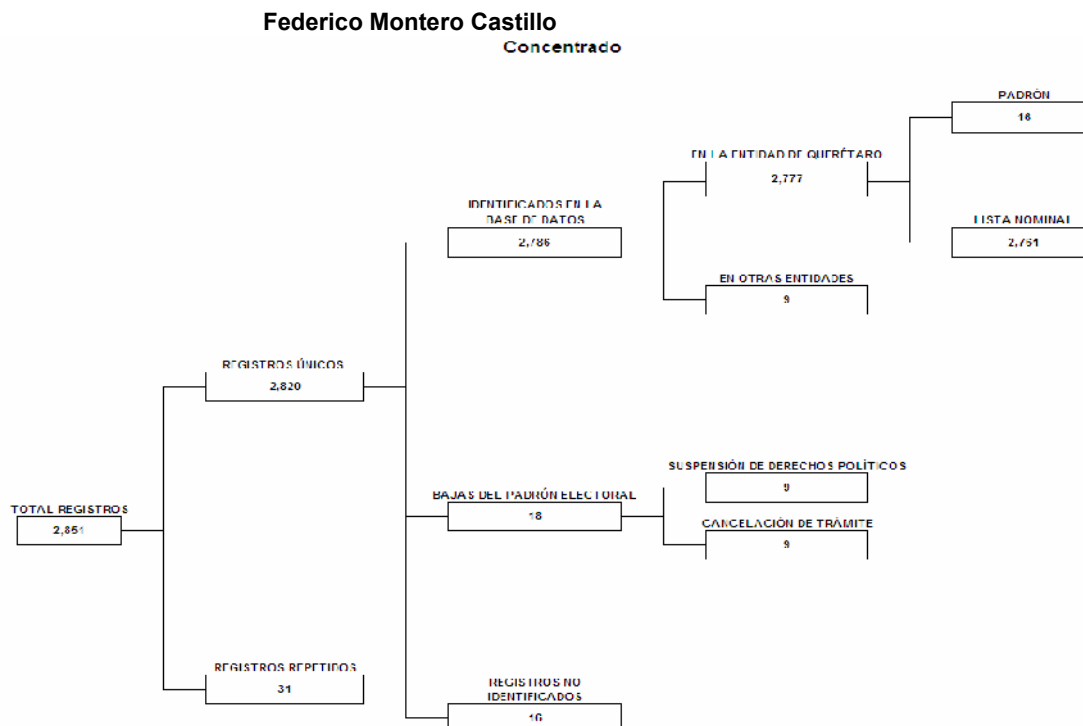 Federico Montero Castillo
Concentrado
PADRÓN
16
EN LA ENTIDAD DE QUERÉTARO
2,777
IDENTIFICADOS EN LA
BASE DE DATOS
2,786
LISTA NOMINAL
2,761
EN OTRAS ENTIDADES
9
REGISTROS ÚNICOS
2,820
SUSPENSIÓN DE DERECHOS POLÍTICOS
9
BAJAS DEL PADRÓN ELECTORAL
18
TOTAL REGISTROS
2,851
CANCELACIÓN DE TRÁMITE
9
REGISTROS REPETIDOS
31
REGISTROS NO
IDENTIFICADOS
16